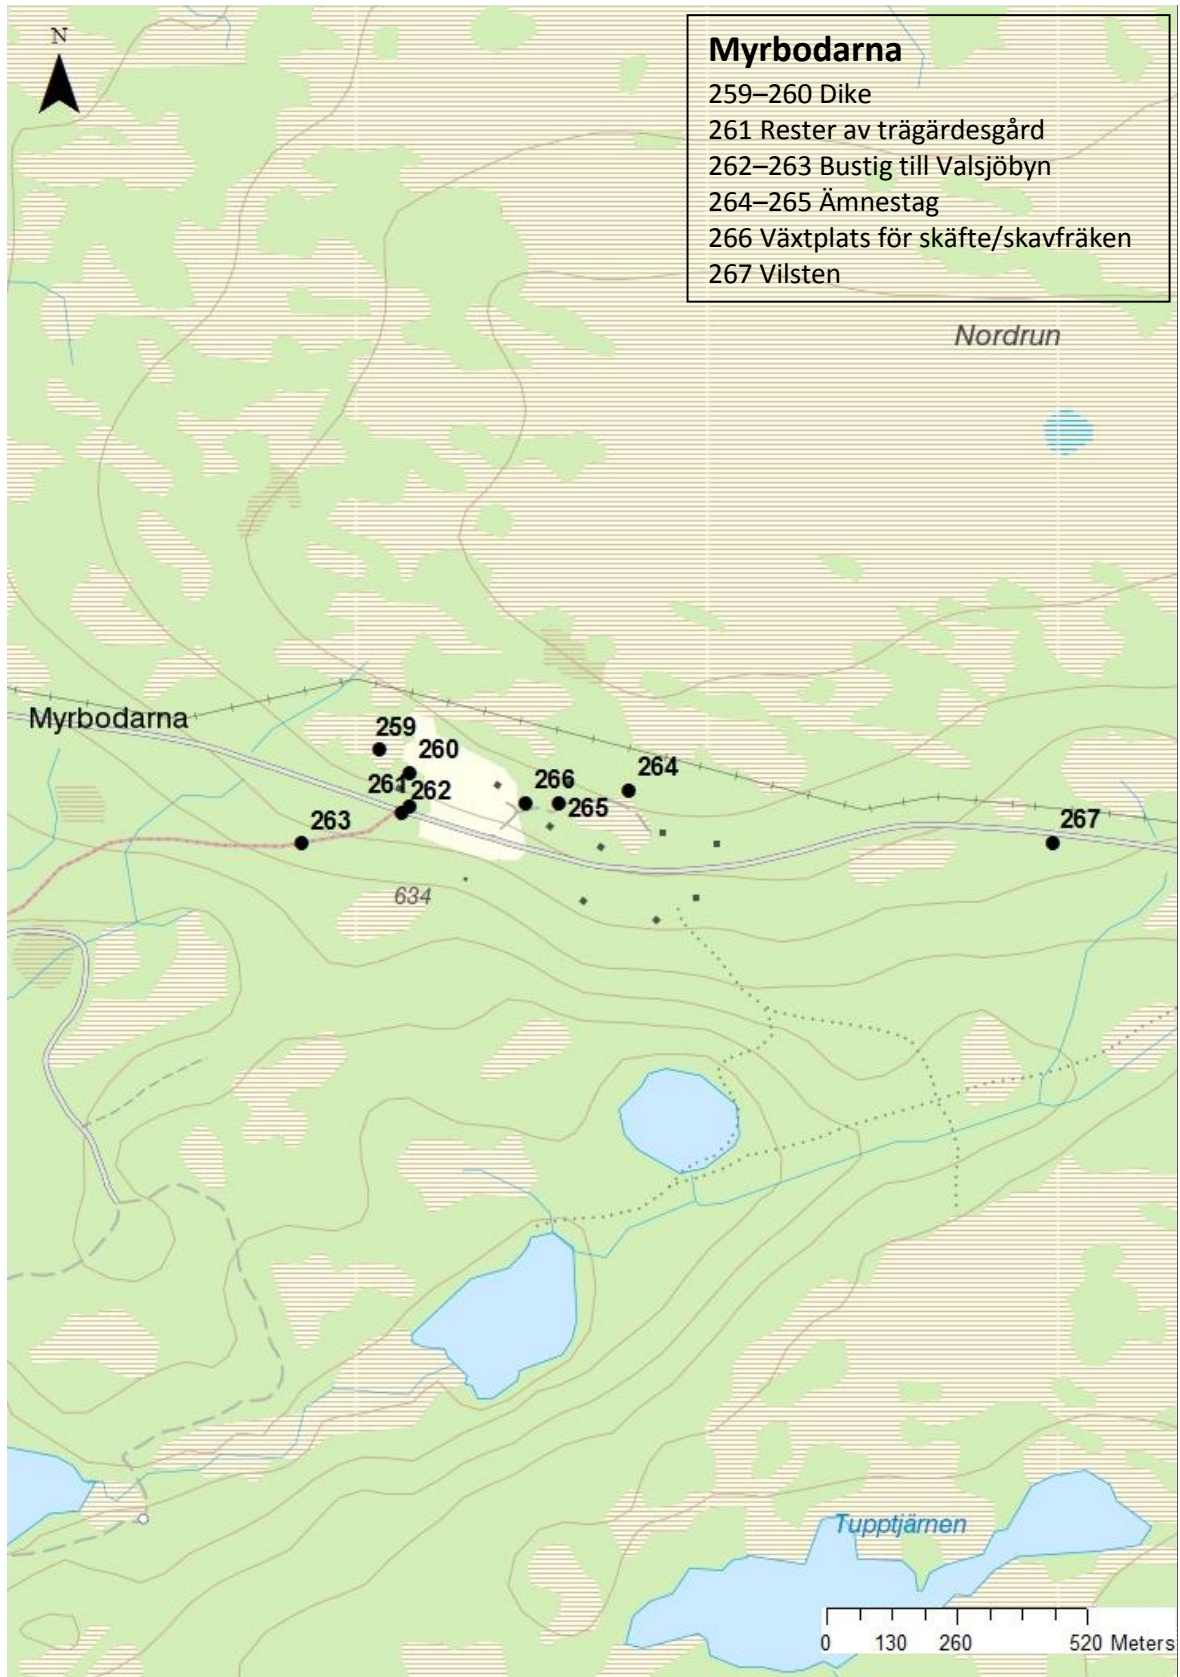 N
Myrbodarna
259–260 Dike
261 Rester av trägärdesgård
262–263 Bustig till Valsjöbyn
264–265 Ämnestag
266 Växtplats för skäfte/skavfräken
267 Vilsten
Nordrun
Myrbodarna
259
260
261
262
263
264
266
265
267
634
Tupptjärnen
0 130 260 520 Meters